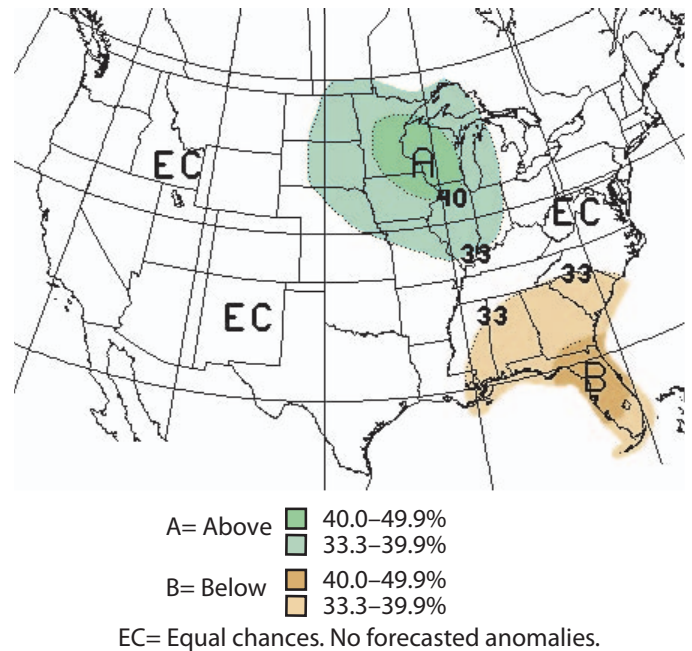 A
EC
40
EC
33
33
EC
33
B
A= Above
40.0–49.9%
33.3–39.9%
B= Below
40.0–49.9%
33.3–39.9%
EC= Equal chances. No forecasted anomalies.